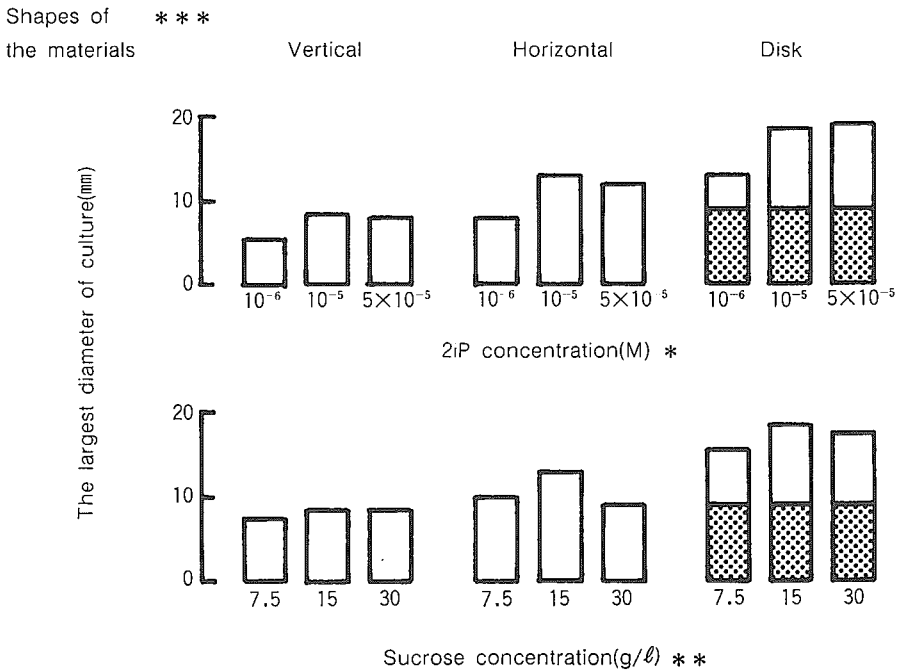 Shapes of the materials ***
Vertical Horizontal Disk
The largest diameter of culture(mm)
20
10
0
10⁻⁶ 10⁻⁵ 5×10⁻⁵ 10⁻⁶ 10⁻⁵ 5×10⁻⁵ 10⁻⁶ 10⁻⁵ 5×10⁻⁵
2iP concentration(M) *
20
10
0
7.5 15 30 7.5 15 30 7.5 15 30
Sucrose concentration(g/ℓ) **